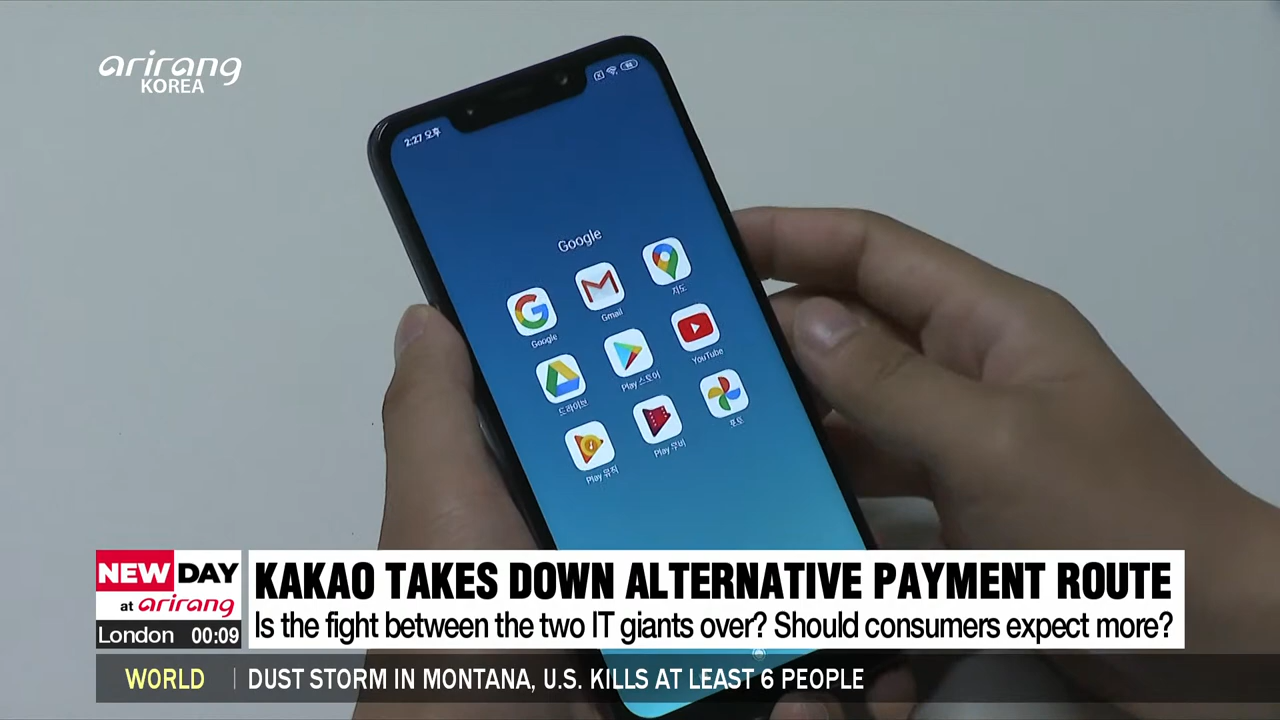 arirang
KOREA
2:27 오후
Google
Google
Gmail
지도
드라이브
Play 스토어
YouTube
Play 뮤직
Play 무비
포토
NEW DAY
at arirang
London 00:09
KAKAO TAKES DOWN ALTERNATIVE PAYMENT ROUTE
Is the fight between the two IT giants over? Should consumers expect more?
WORLD
DUST STORM IN MONTANA, U.S. KILLS AT LEAST 6 PEOPLE